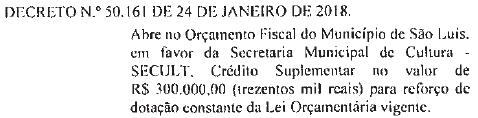 DECRETO N.º 50.161 DE 24 DE JANEIRO DE 2018.
Abre no Orçamento Fiscal do Município de São Luís,
em favor da Secretaria Municipal de Cultura -
SECULT, Crédito Suplementar no valor de
R$ 300.000,00 (trezentos mil reais) para reforço de
dotação constante da Lei Orçamentária vigente.